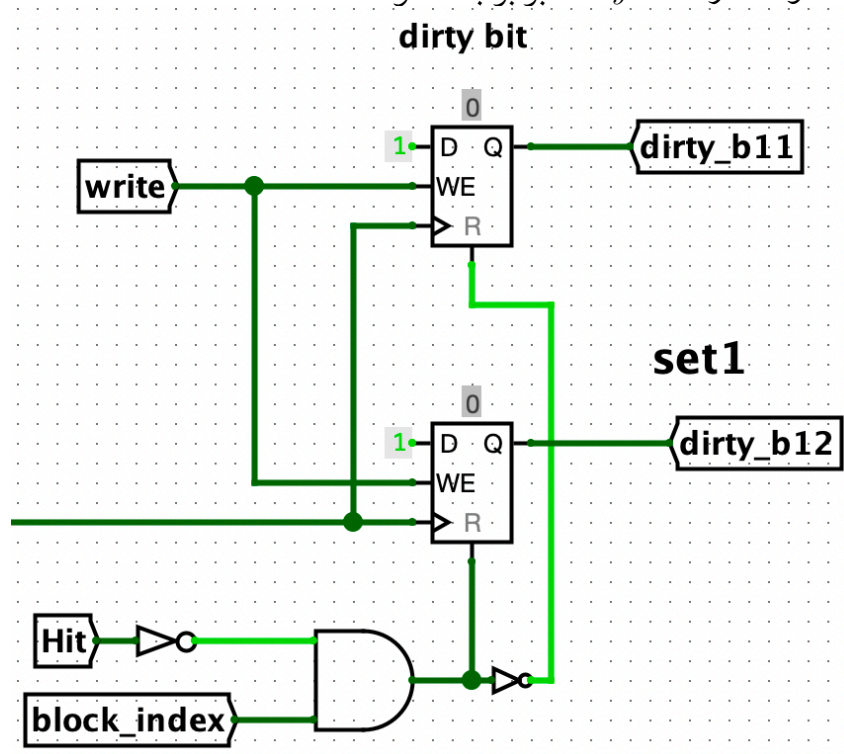 dirty bit
0
1 D Q dirty_b11
write WE
R
set1
0
1 D Q dirty_b12
WE
R
Hit
block_index